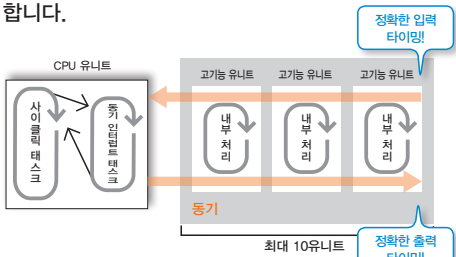 합니다.
정확한 입력
타이밍!
CPU 유니트
고기능 유니트
고기능 유니트
고기능 유니트
사이클릭 태스크
동기 인터럽트 태스크
내부 처리
내부 처리
내부 처리
동기
최대 10유니트
정확한 출력
타이밍!